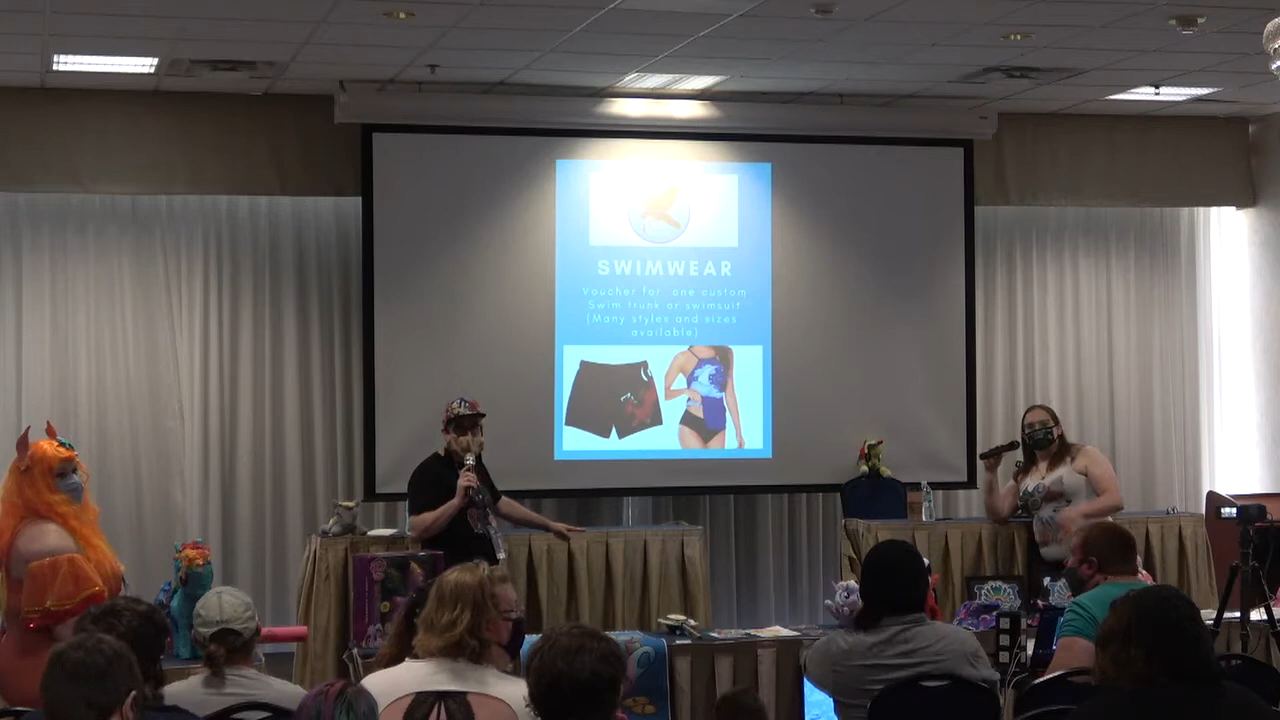 SWIMWEAR
Voucher for one custom
Swim trunk or swimsuit
(Many styles and sizes
available)